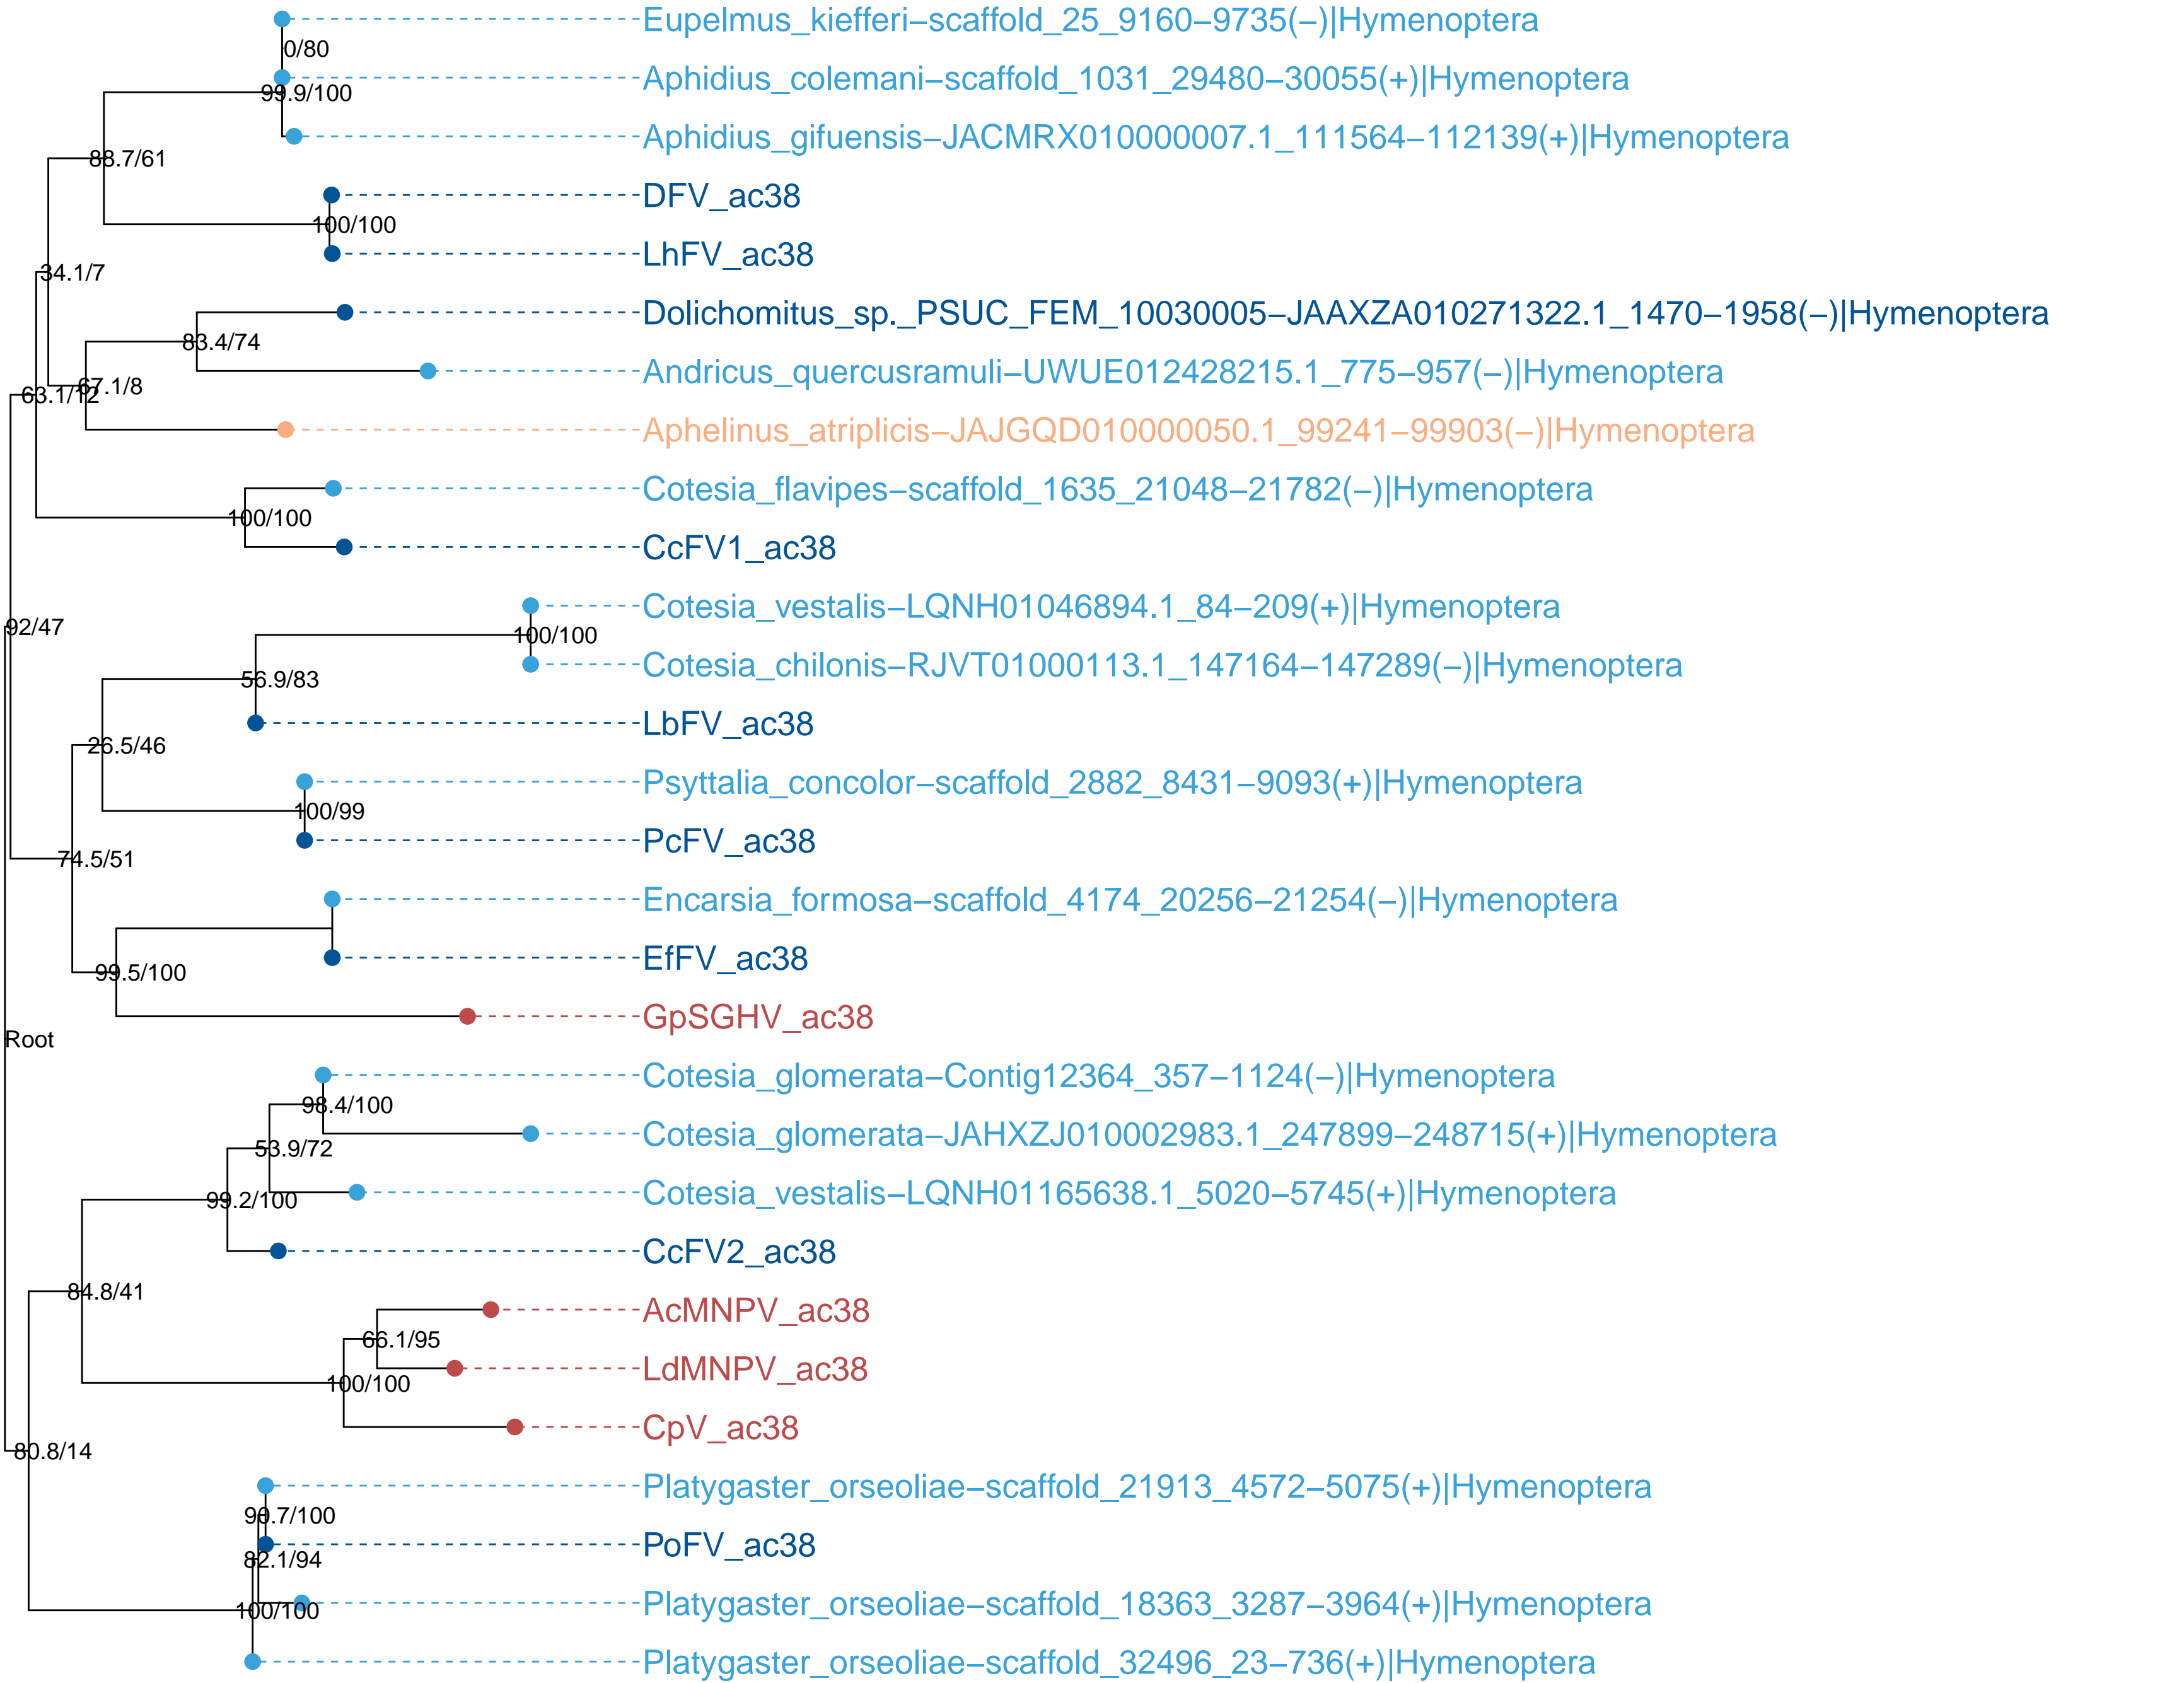 Eupelmus_kiefferi−scaffold_25_9160−9735(−)|Hymenoptera
0/80
Aphidius_colemani−scaffold_1031_29480−30055(+)|Hymenoptera
99.9/100
Aphidius_gifuensis−JACMRX010000007.1_111564−112139(+)|Hymenoptera
88.7/61
DFV_ac38
100/100
LhFV_ac38
34.1/7
Dolichomitus_sp._PSUC_FEM_10030005−JAAXZA010271322.1_1470−1958(−)|Hymenoptera
83.4/74
Andricus_quercusramuli−UWUE012428215.1_775−957(−)|Hymenoptera
67.1/8
63.1/12
Aphelinus_atriplicis−JAJGQD010000050.1_99241−99903(−)|Hymenoptera
Cotesia_flavipes−scaffold_1635_21048−21782(−)|Hymenoptera
100/100
CcFV1_ac38
Cotesia_vestalis−LQNH01046894.1_84−209(+)|Hymenoptera
92/47
100/100
Cotesia_chilonis−RJVT01000113.1_147164−147289(−)|Hymenoptera
56.9/83
LbFV_ac38
26.5/46
Psyttalia_concolor−scaffold_2882_8431−9093(+)|Hymenoptera
100/99
PcFV_ac38
74.5/51
Encarsia_formosa−scaffold_4174_20256−21254(−)|Hymenoptera
EfFV_ac38
99.5/100
GpSGHV_ac38
Root
Cotesia_glomerata−Contig12364_357−1124(−)|Hymenoptera
98.4/100
Cotesia_glomerata−JAHXZJ010002983.1_247899−248715(+)|Hymenoptera
53.9/72
Cotesia_vestalis−LQNH01165638.1_5020−5745(+)|Hymenoptera
99.2/100
CcFV2_ac38
84.8/41
AcMNPV_ac38
66.1/95
LdMNPV_ac38
100/100
CpV_ac38
80.8/14
Platygaster_orseoliae−scaffold_21913_4572−5075(+)|Hymenoptera
90.7/100
PoFV_ac38
82.1/94
Platygaster_orseoliae−scaffold_18363_3287−3964(+)|Hymenoptera
100/100
Platygaster_orseoliae−scaffold_32496_23−736(+)|Hymenoptera